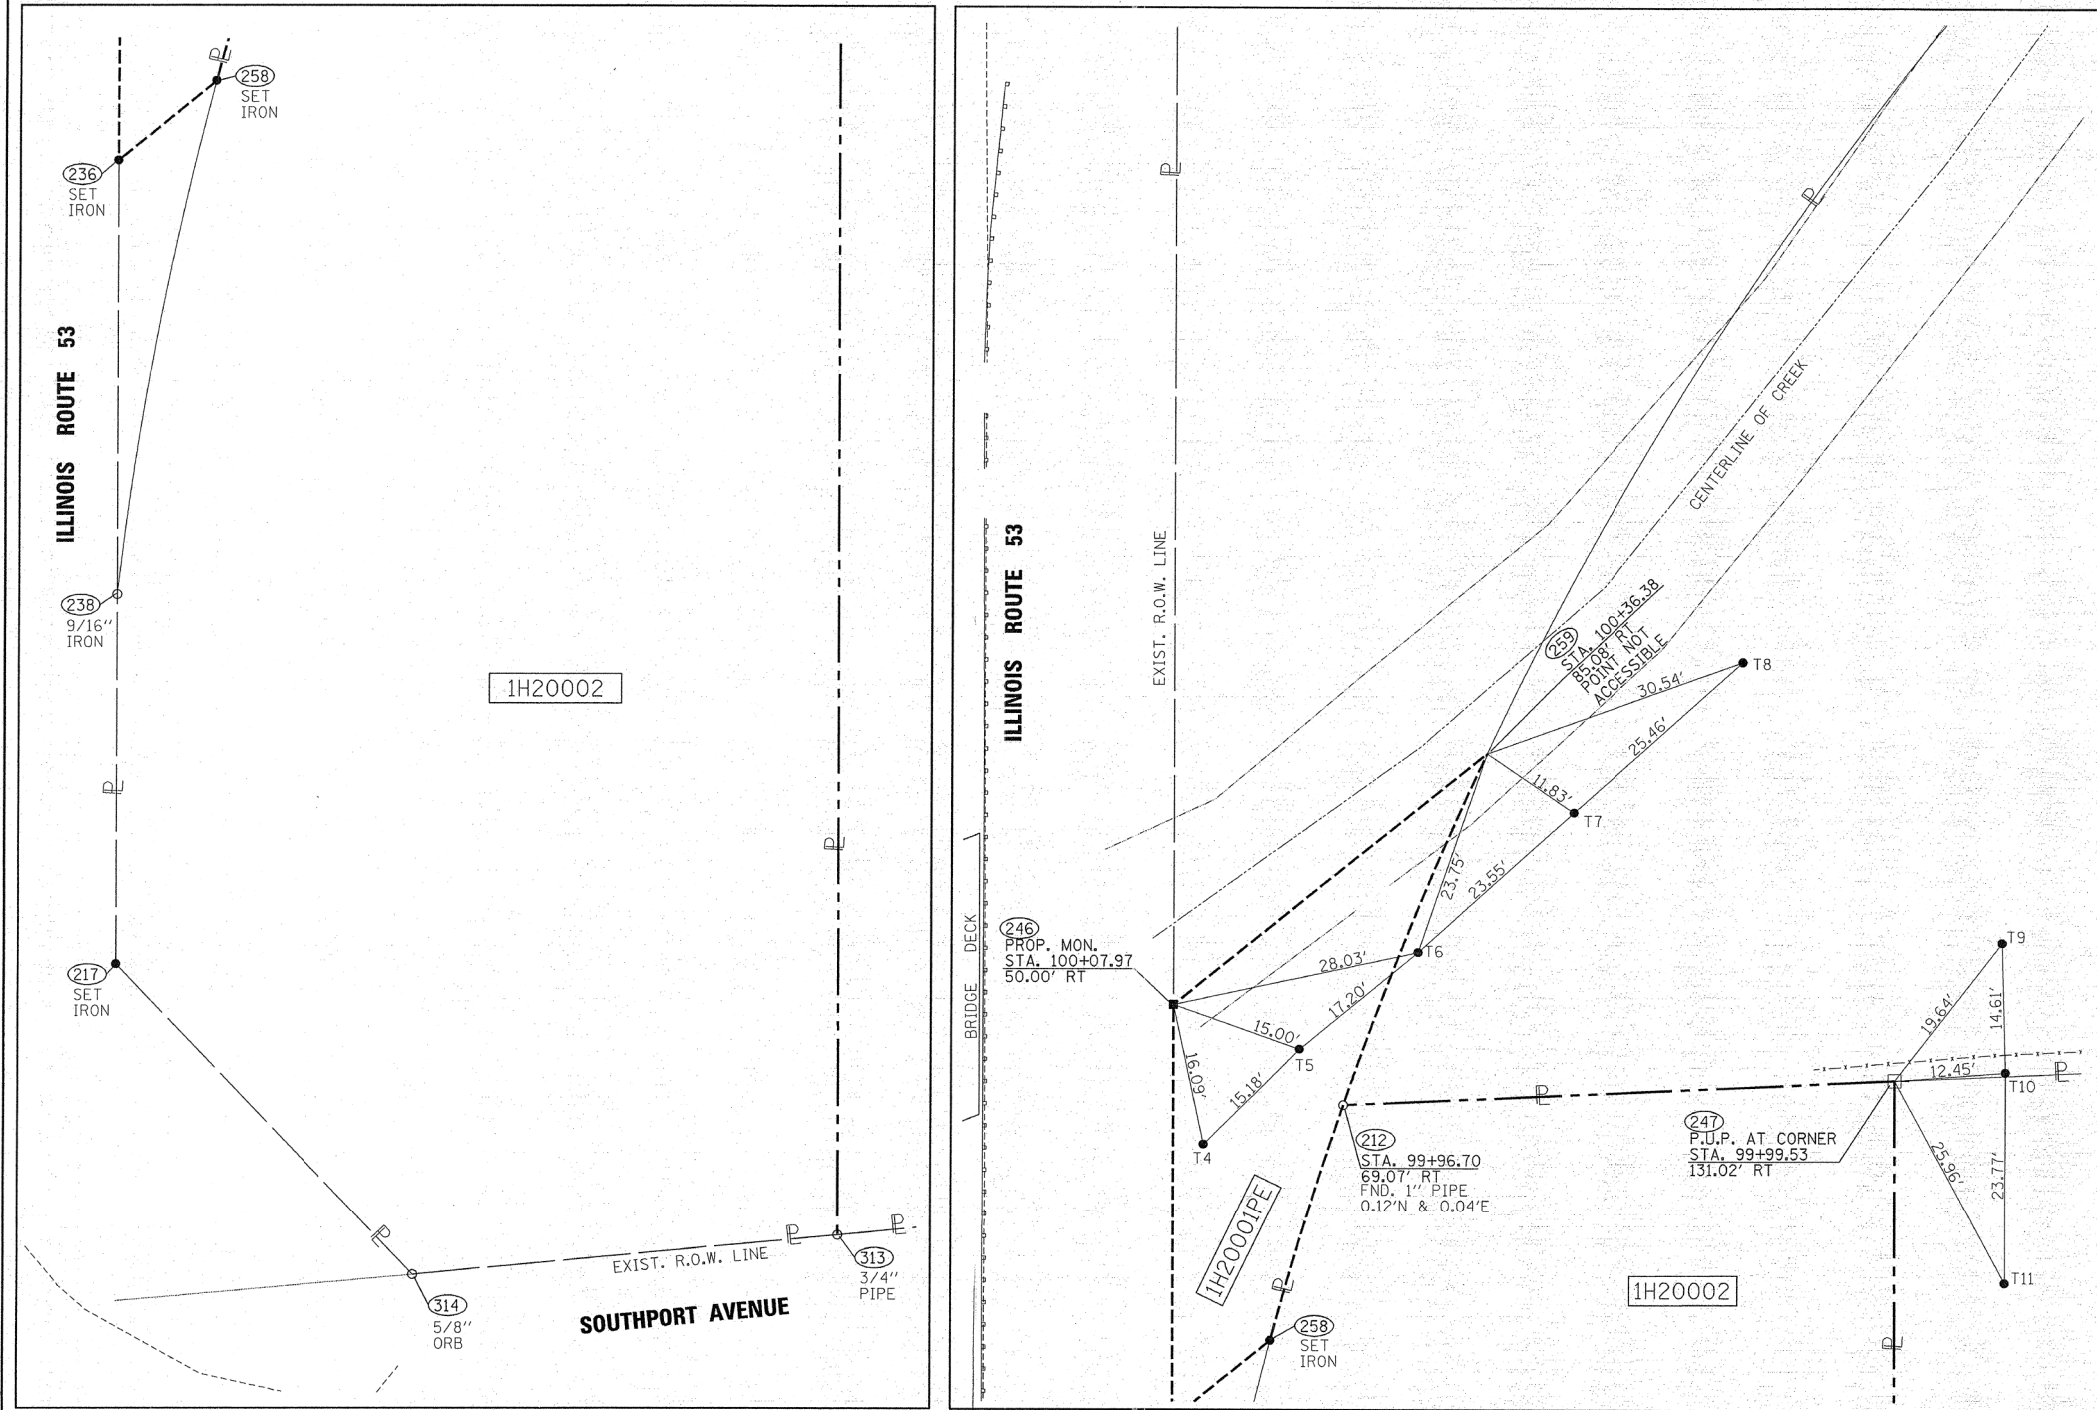 258
SET
IRON
236
SET
IRON
ILLINOIS ROUTE 53
238
9/16"
IRON
1H20002
217
SET
IRON
EXIST. R.O.W. LINE
313
3/4"
PIPE
314
5/8"
ORB
SOUTHPORT AVENUE
CENTERLINE OF CREEK
ILLINOIS ROUTE 53
EXIST. R.O.W. LINE
259
STA. 100+36.38
85.08' RT
POINT NOT
ACCESSIBLE
T8
30.54'
25.46'
11.83'
T7
23.75'
23.55'
BRIDGE DECK
246
PROP. MON.
STA. 100+07.97
50.00' RT
28.03'
T6
17.20'
15.00'
T5
16.09'
15.18'
T4
T9
19.64'
14.61'
12.45'
T10
212
STA. 99+96.70
69.07' RT
FND. 1" PIPE
0.12'N & 0.04'E
247
P.U.P. AT CORNER
STA. 99+99.53
131.02' RT
25.96'
23.77'
T11
1H20001PE
1H20002
258
SET
IRON